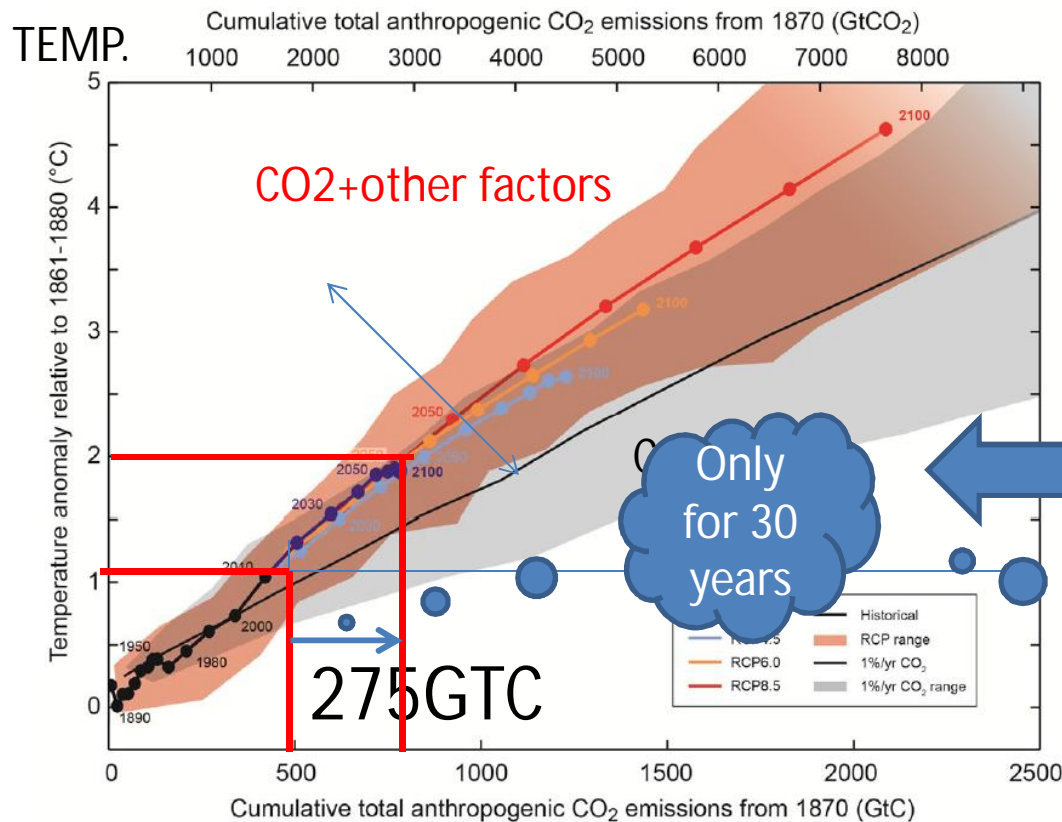 Cumulative total anthropogenic CO₂ emissions from 1870 (GtCO₂)
TEMP.
1000 2000 3000 4000 5000 6000 7000 8000
5
4
3
2
1
0
Temperature anomaly relative to 1861-1880 (°C)
CO2+other factors
2100
2100
2050
2100
2050
2100
2030
2010
2000
1950
1980
1890
Only
for 30
years
275GTC
RCP6.0
RCP8.5
Historical
RCP range
1%/yr CO₂
1%/yr CO₂ range
0 500 1000 1500 2000 2500
Cumulative total anthropogenic CO₂ emissions from 1870 (GtC)